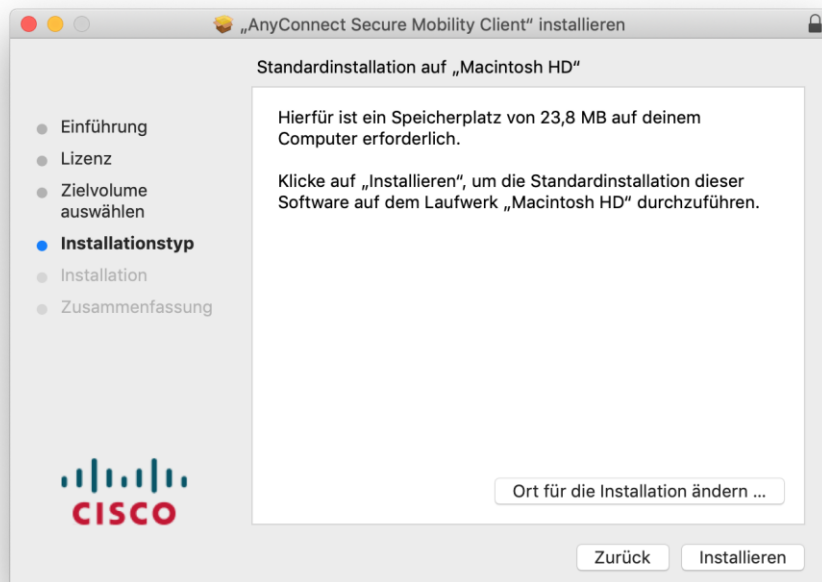 „AnyConnect Secure Mobility Client“ installieren
Standardinstallation auf „Macintosh HD“
Einführung
Lizenz
Zielvolume
auswählen
Installationstyp
Installation
Zusammenfassung
Hierfür ist ein Speicherplatz von 23,8 MB auf deinem
Computer erforderlich.
Klicke auf „Installieren“, um die Standardinstallation dieser
Software auf dem Laufwerk „Macintosh HD“ durchzuführen.
CISCO
Ort für die Installation ändern ...
Zurück
Installieren